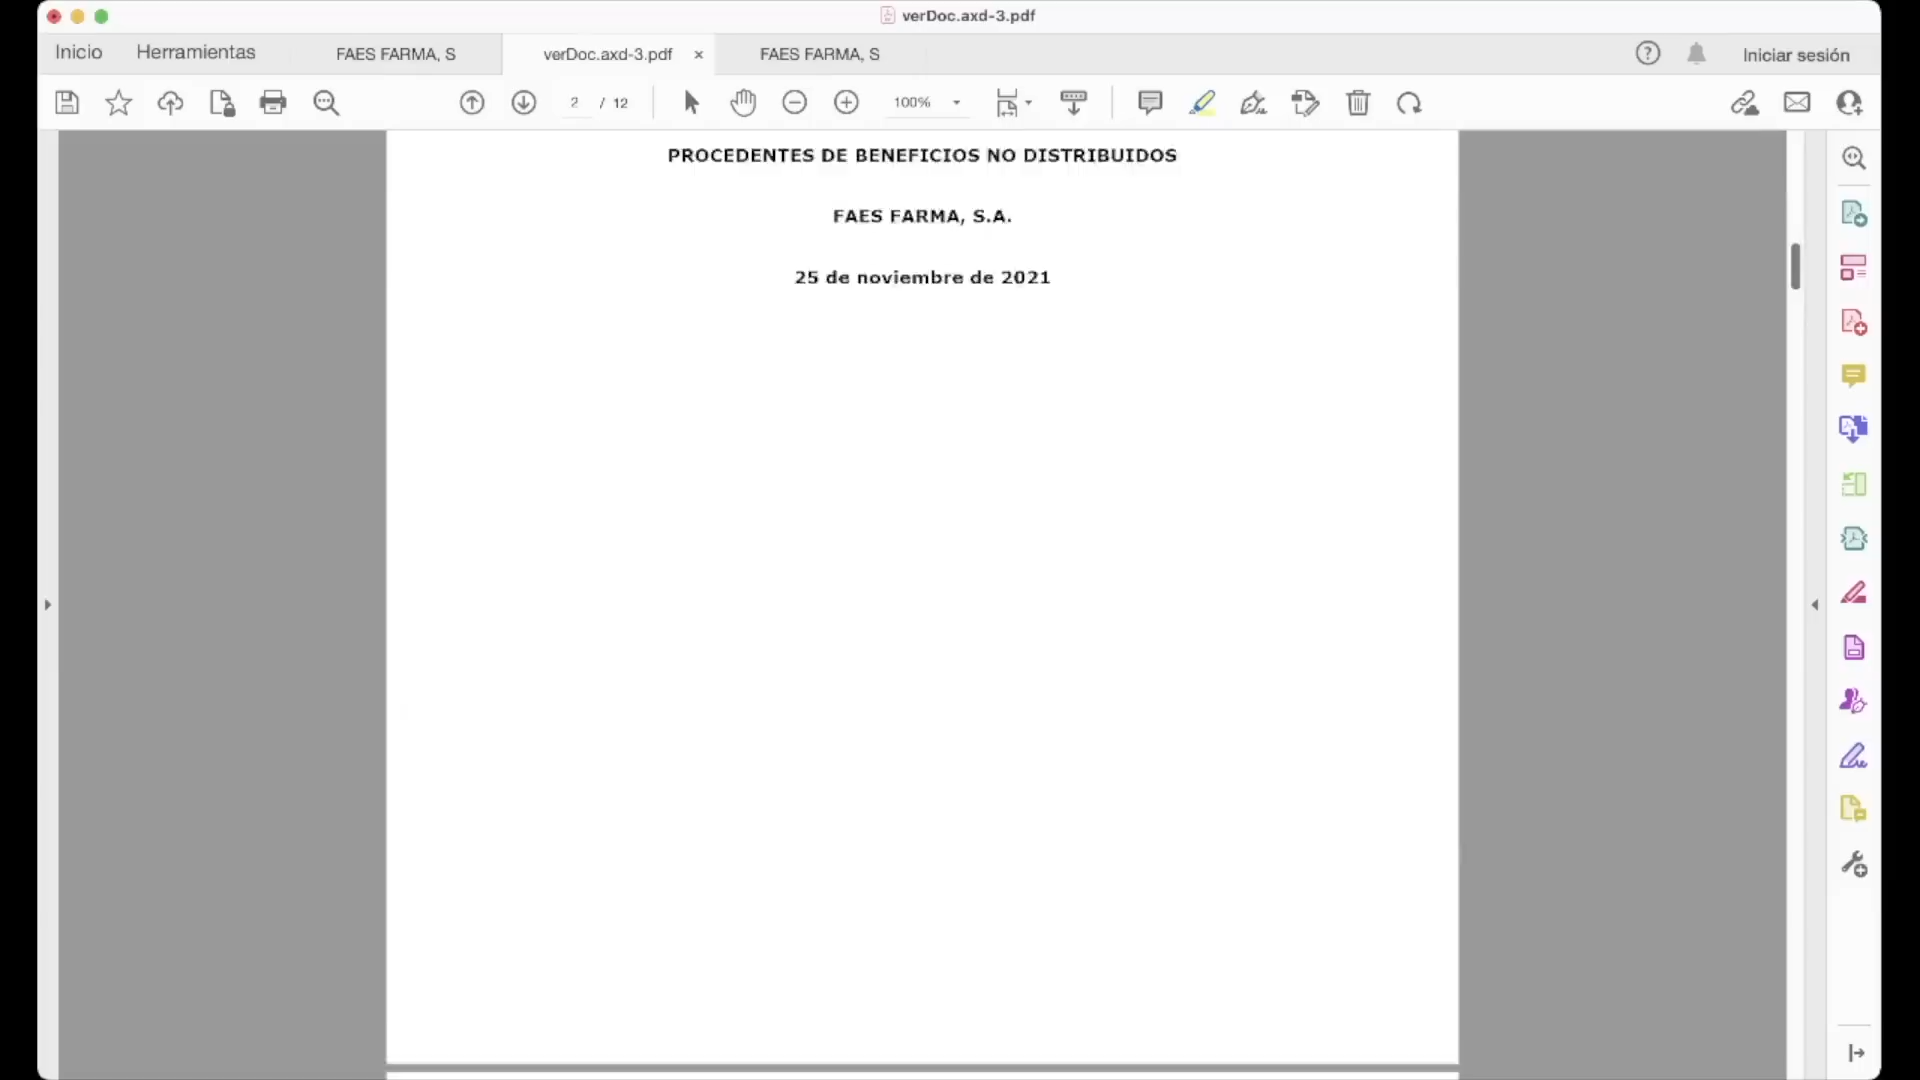 verDoc.axd-3.pdf
Inicio
Herramientas
FAES FARMA, S
verDoc.axd-3.pdf
FAES FARMA, S
Iniciar sesión
2 / 12
100%
PROCEDENTES DE BENEFICIOS NO DISTRIBUIDOS
FAES FARMA, S.A.
25 de noviembre de 2021